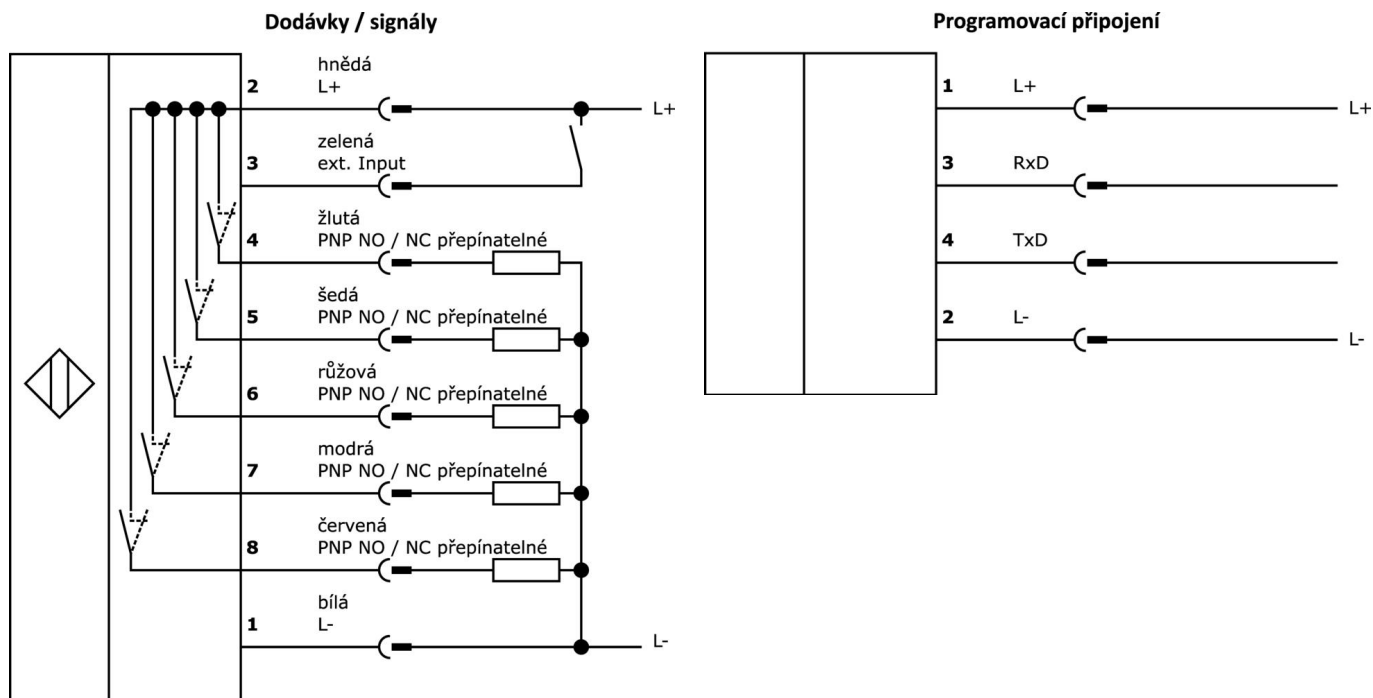 Dodávky / signály
hnědá
2 L+
L+
zelená
3 ext. Input
žlutá
4 PNP NO / NC přepínatelné
šedá
5 PNP NO / NC přepínatelné
růžová
6 PNP NO / NC přepínatelné
modrá
7 PNP NO / NC přepínatelné
červená
8 PNP NO / NC přepínatelné
bílá
1 L-
L-
Programovací připojení
1 L+
L+
3 RxD
4 TxD
2 L-
L-